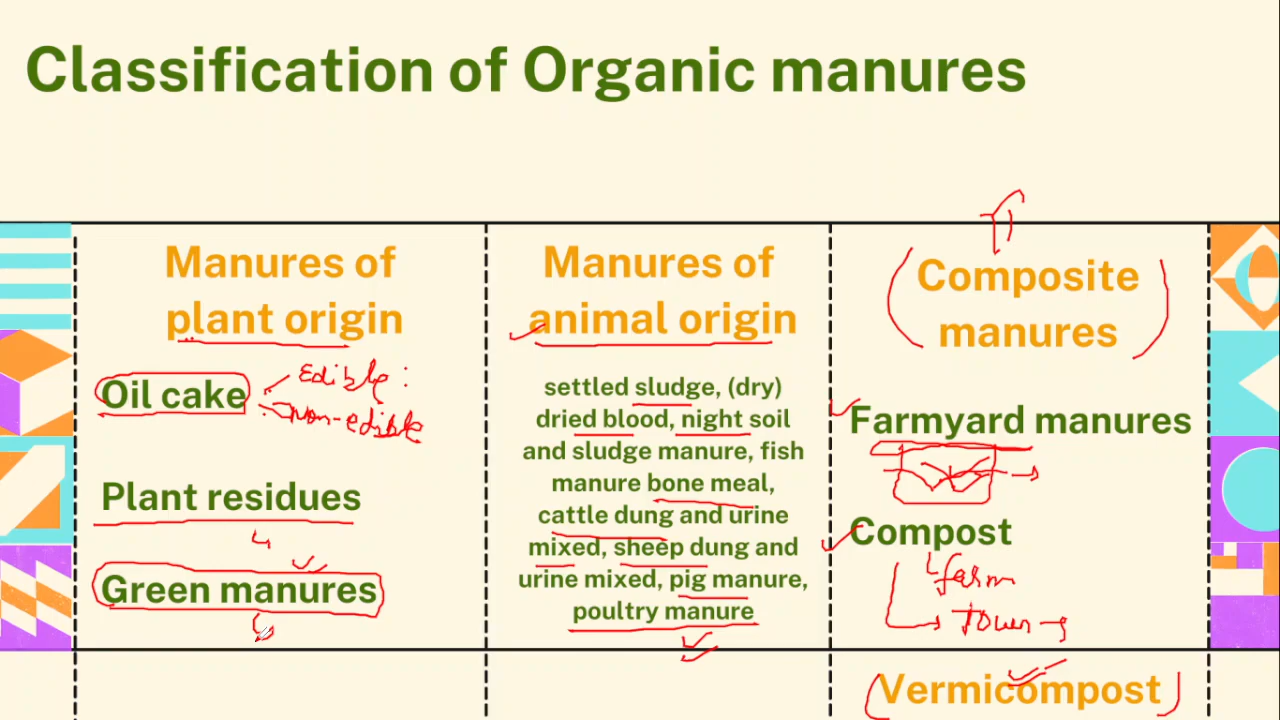 Classification of Organic manures
Manures of
plant origin
Oil cake
Edible :
Non-edible
Plant residues
Green manures
Manures of
animal origin
settled sludge, (dry)
dried blood, night soil
and sludge manure, fish
manure bone meal,
cattle dung and urine
mixed, sheep dung and
urine mixed, pig manure,
poultry manure
Composite
manures
Farmyard manures
Compost
farm
Town
Vermicompost